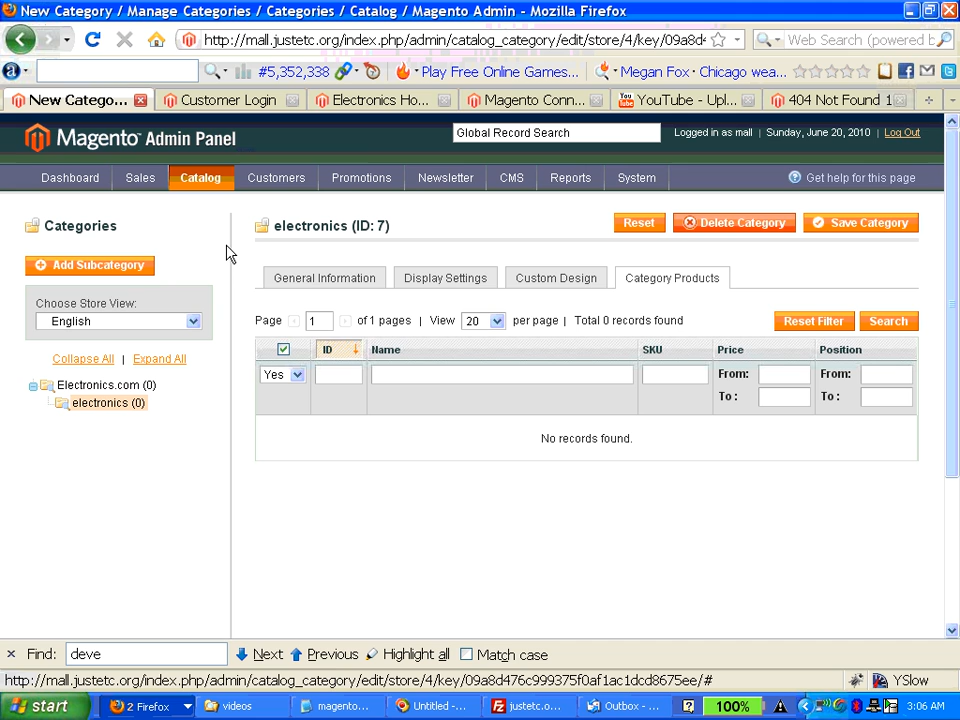 New Category / Manage Categories / Categories / Catalog / Magento Admin - Mozilla Firefox
http://mall.justetc.org/index.php/admin/catalog_category/edit/store/4/key/09a8d
Web Search (powered b
#5,352,338 Play Free Online Games... Megan Fox · Chicago wea...
New Catego... Customer Login Electronics Ho... Magento Conn... YouTube - Upl... 404 Not Found 1
Magento Admin Panel Global Record Search Logged in as mall | Sunday, June 20, 2010 | Log Out
Dashboard Sales Catalog Customers Promotions Newsletter CMS Reports System Get help for this page
Categories electronics (ID: 7) Reset Delete Category Save Category
Add Subcategory General Information Display Settings Custom Design Category Products
Choose Store View:
English Page 1 of 1 pages | View 20 per page | Total 0 records found Reset Filter Search
Collapse All | Expand All ID Name SKU Price Position
Electronics.com (0) Yes From: From:
electronics (0) To : To :
No records found.
Find: deve Next Previous Highlight all Match case
http://mall.justetc.org/index.php/admin/catalog_category/edit/store/4/key/09a8d476c999375f0af1ac1dcd8675ee/# YSlow
start 2 Firefox videos magento... Untitled -... justetc.o... Outbox - ... 100% 3:06 AM